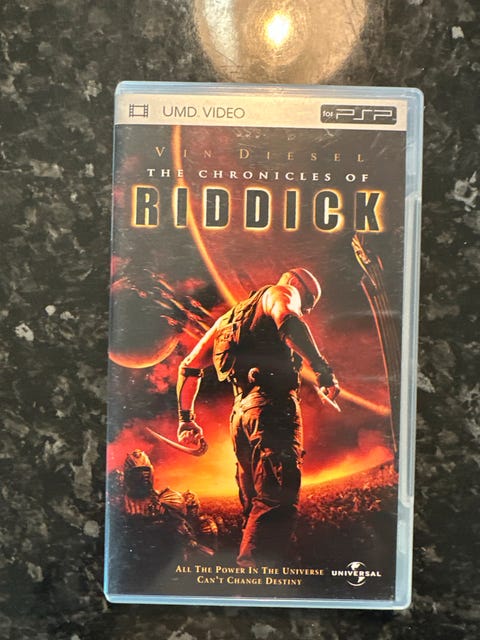 UMD. VIDEO
for PSP
VIN DIESEL
THE CHRONICLES OF
RIDDICK
ALL THE POWER IN THE UNIVERSE
CAN'T CHANGE DESTINY
UNIVERSAL